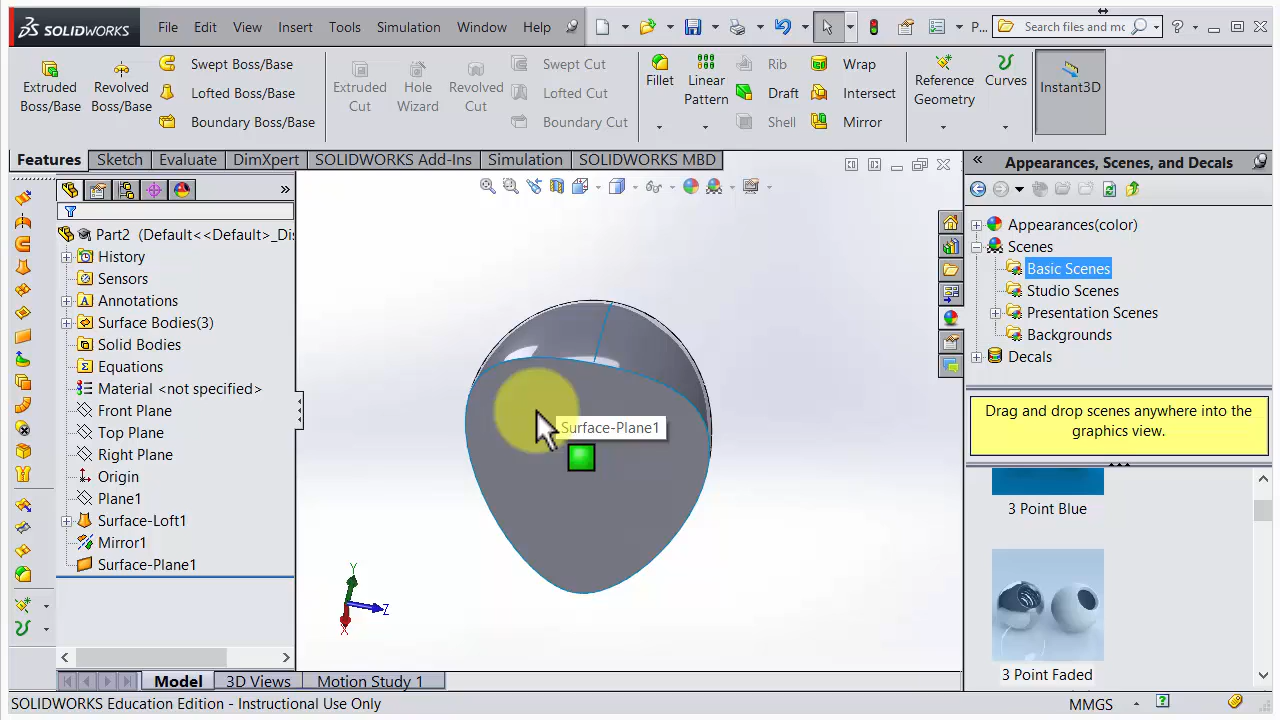 SOLIDWORKS File Edit View Insert Tools Simulation Window Help P... Search files and mc
Extruded Boss/Base
Revolved Boss/Base
Swept Boss/Base
Lofted Boss/Base
Boundary Boss/Base
Extruded Cut
Hole Wizard
Revolved Cut
Swept Cut
Lofted Cut
Boundary Cut
Fillet
Linear Pattern
Rib
Draft
Shell
Wrap
Intersect
Mirror
Reference Geometry
Curves
Instant3D
Features Sketch Evaluate DimXpert SOLIDWORKS Add-Ins Simulation SOLIDWORKS MBD
Part2 (Default<<Default>_Di
History
Sensors
Annotations
Surface Bodies(3)
Solid Bodies
Equations
Material <not specified>
Front Plane
Top Plane
Right Plane
Origin
Plane1
Surface-Loft1
Mirror1
Surface-Plane1
Surface-Plane1
Y
Z
X
Appearances, Scenes, and Decals
Appearances(color)
Scenes
Basic Scenes
Studio Scenes
Presentation Scenes
Backgrounds
Decals
Drag and drop scenes anywhere into the
graphics view.
3 Point Blue
3 Point Faded
Model 3D Views Motion Study 1
SOLIDWORKS Education Edition - Instructional Use Only MMGS